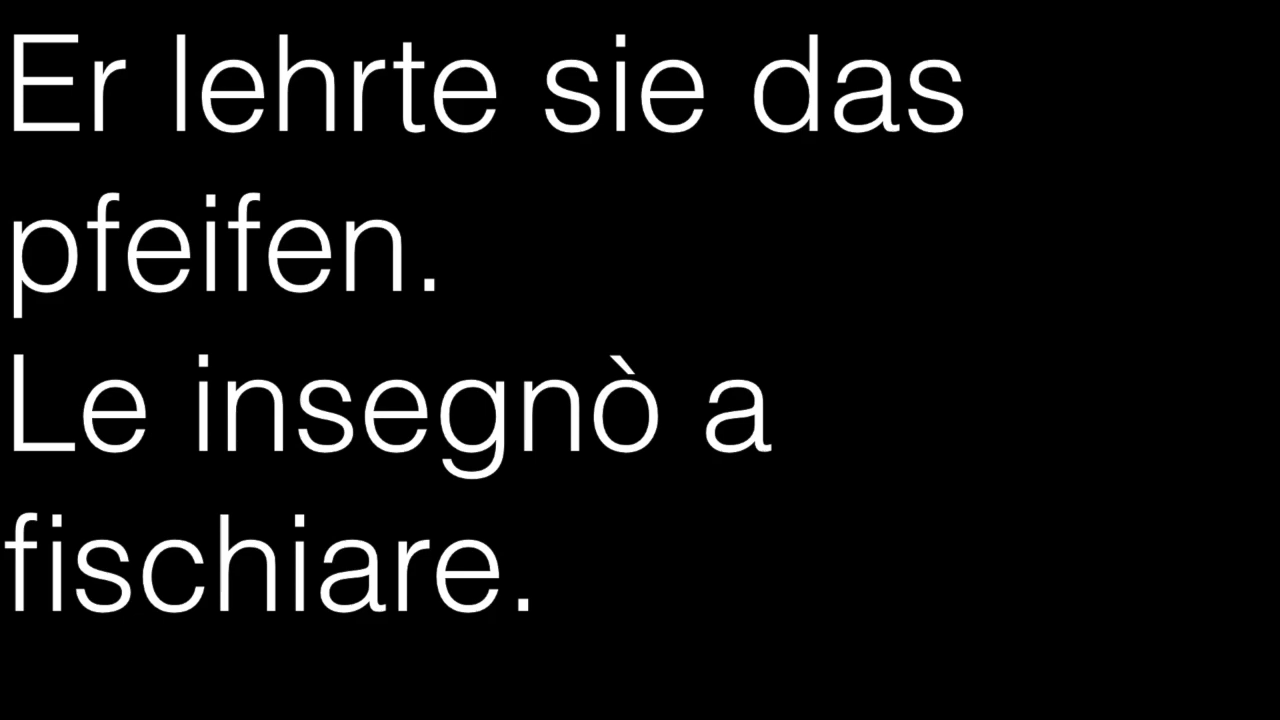 Er lehrte sie das
pfeifen.
Le insegnò a
fischiare.